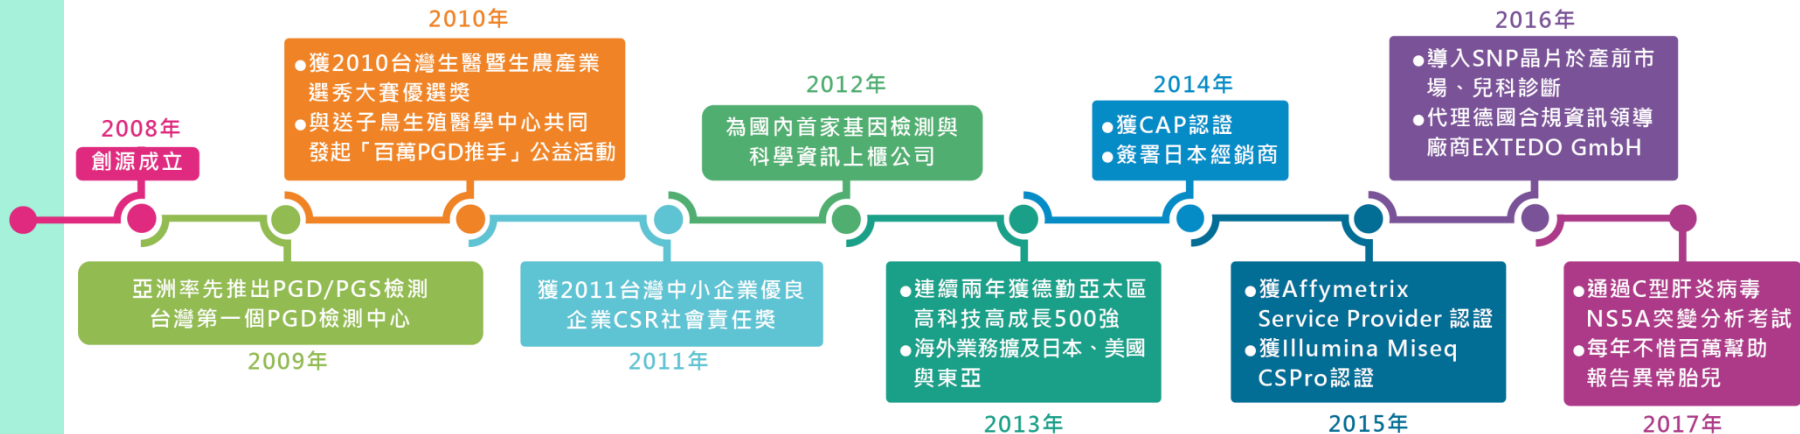 2008年
創源成立
亞洲率先推出PGD/PGS檢測
台灣第一個PGD檢測中心
2009年
2010年
●獲2010台灣生醫暨生農產業
選秀大賽優選獎
●與送子鳥生殖醫學中心共同
發起「百萬PGD推手」公益活動
獲2011台灣中小企業優良
企業CSR社會責任獎
2011年
2012年
為國內首家基因檢測與
科學資訊上櫃公司
●連續兩年獲德勤亞太區
高科技高成長500強
●海外業務擴及日本、美國
與東亞
2013年
2014年
●獲CAP認證
●簽署日本經銷商
●獲Affymetrix
Service Provider 認證
●獲Illumina Miseq
CSPro認證
2015年
2016年
●導入SNP晶片於產前市
場、兒科診斷
●代理德國合規資訊領導
廠商EXTEDO GmbH
●通過C型肝炎病毒
NS5A突變分析考試
●每年不惜百萬幫助
報告異常胎兒
2017年